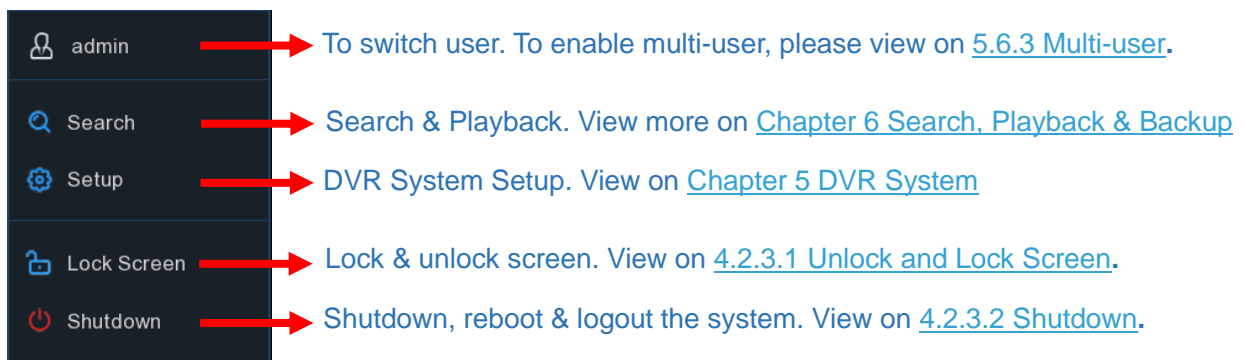 admin To switch user. To enable multi-user, please view on 5.6.3 Multi-user.
Search Search & Playback. View more on Chapter 6 Search, Playback & Backup
Setup DVR System Setup. View on Chapter 5 DVR System
Lock Screen Lock & unlock screen. View on 4.2.3.1 Unlock and Lock Screen.
Shutdown Shutdown, reboot & logout the system. View on 4.2.3.2 Shutdown.